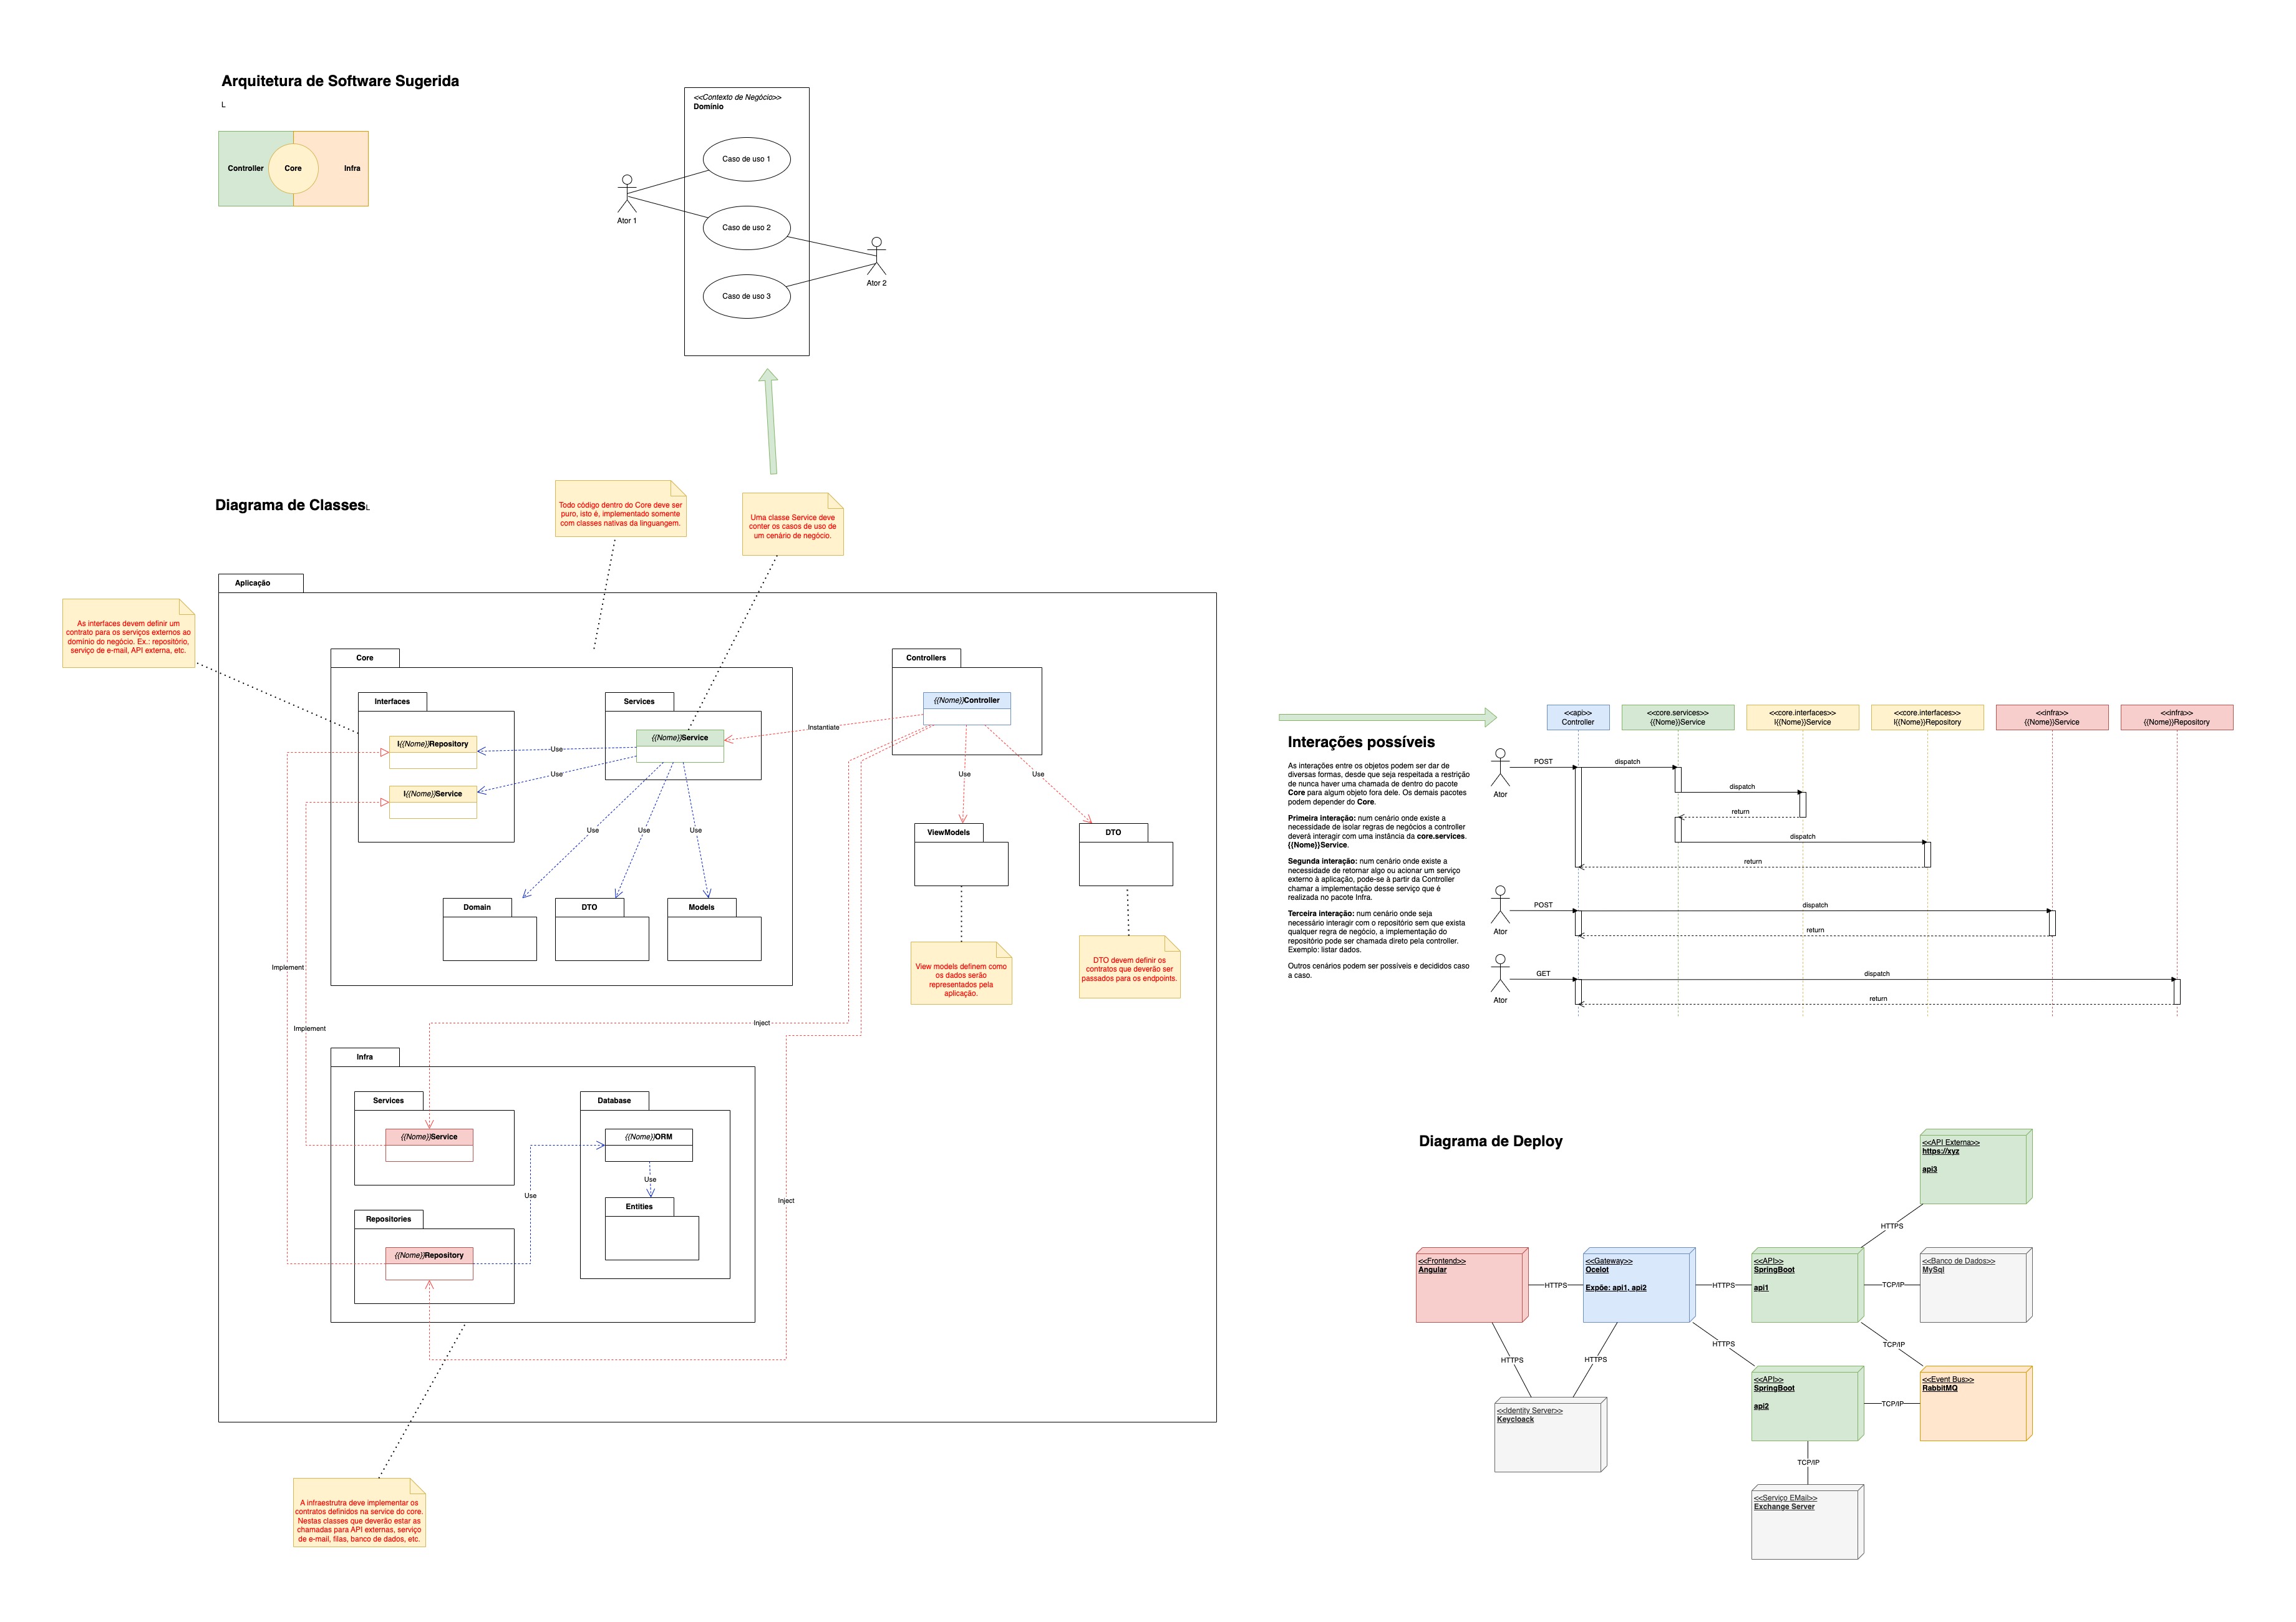 Arquitetura de Software Sugerida
L
Controller
Core
Infra
<<Contexto de Negócio>>
Domínio
Caso de uso 1
Caso de uso 2
Caso de uso 3
Ator 1
Ator 2
Diagrama de ClassesL
Todo código dentro do Core deve ser
puro, isto é, implementado somente
com classes nativas da linguangem.
Uma classe Service deve
conter os casos de uso de
um cenário de negócio.
Aplicação
As interfaces devem definir um
contrato para os serviços externos ao
domínio do negócio. Ex.: repositório,
serviço de e-mail, API externa, etc.
Core
Interfaces
I{{Nome}}Repository
I{{Nome}}Service
Services
{{Nome}}Service
Use
Use
Use
Use
Use
Domain
DTO
Models
Controllers
{{Nome}}Controller
Instantiate
Use
Use
ViewModels
DTO
View models definem como
os dados serão
representados pela
aplicação.
DTO devem definir os
contratos que deverão ser
passados para os endpoints.
Implement
Implement
Inject
Inject
Infra
Services
{{Nome}}Service
Repositories
{{Nome}}Repository
Use
Database
{{Nome}}ORM
Use
Entities
A infraestrutra deve implementar os
contratos definidos na service do core.
Nestas classes que deverão estar as
chamadas para API externas, serviço
de e-mail, filas, banco de dados, etc.
Interações possíveis
As interações entre os objetos podem ser dar de
diversas formas, desde que seja respeitada a restrição
de nunca haver uma chamada de dentro do pacote
Core para algum objeto fora dele. Os demais pacotes
podem depender do Core.
Primeira interação: num cenário onde existe a
necessidade de isolar regras de negócios a controller
deverá interagir com uma instância da core.services.
{{Nome}}Service.
Segunda interação: num cenário onde existe a
necessidade de retornar algo ou acionar um serviço
externo à aplicação, pode-se à partir da Controller
chamar a implementação desse serviço que é
realizada no pacote Infra.
Terceira interação: num cenário onde seja
necessário interagir com o repositório sem que exista
qualquer regra de negócio, a implementação do
repositório pode ser chamada direto pela controller.
Exemplo: listar dados.
Outros cenários podem ser possíveis e decididos caso
a caso.
<<api>>
Controller
<<core.services>>
{{Nome}}Service
<<core.interfaces>>
I{{Nome}}Service
<<core.interfaces>>
I{{Nome}}Repository
<<infra>>
{{Nome}}Service
<<infra>>
{{Nome}}Repository
Ator
POST
dispatch
dispatch
return
dispatch
return
Ator
POST
dispatch
return
Ator
GET
dispatch
return
Diagrama de Deploy
<<API Externa>>
https://xyz
api3
HTTPS
<<Frontend>>
Angular
HTTPS
<<Gateway>>
Ocelot
Expõe: api1, api2
HTTPS
<<API>>
SpringBoot
api1
TCP/IP
<<Banco de Dados>>
MySql
HTTPS
HTTPS
HTTPS
TCP/IP
<<Identity Server>>
Keycloack
<<API>>
SpringBoot
api2
TCP/IP
<<Event Bus>>
RabbitMQ
TCP/IP
<<Serviço EMail>>
Exchange Server